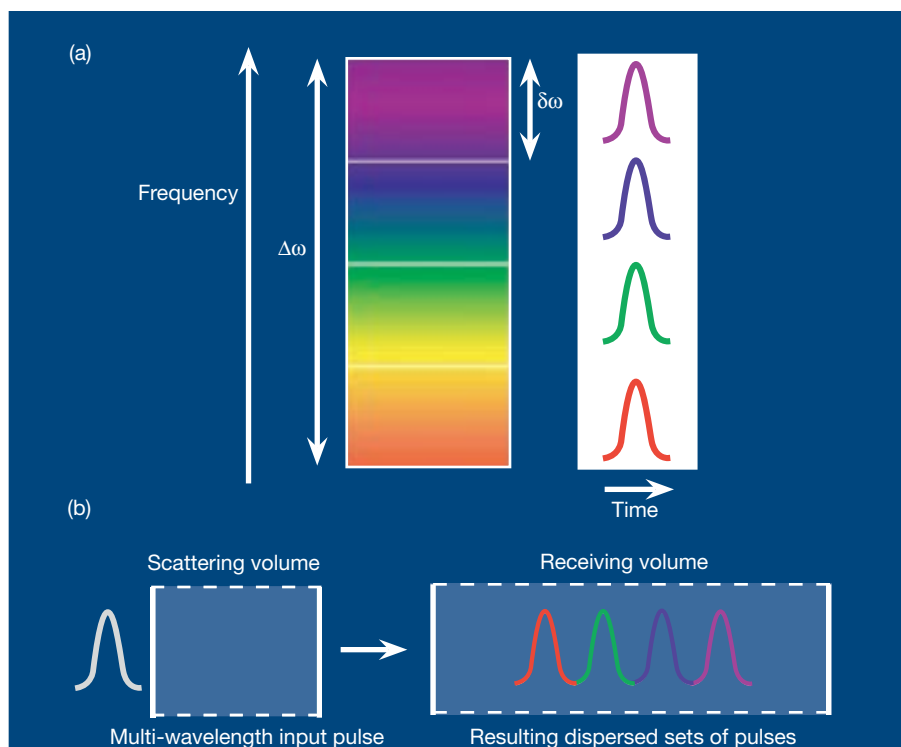 (a)
δω
Frequency
Δω
Time
(b)
Scattering volume
Receiving volume
Multi-wavelength input pulse
Resulting dispersed sets of pulses